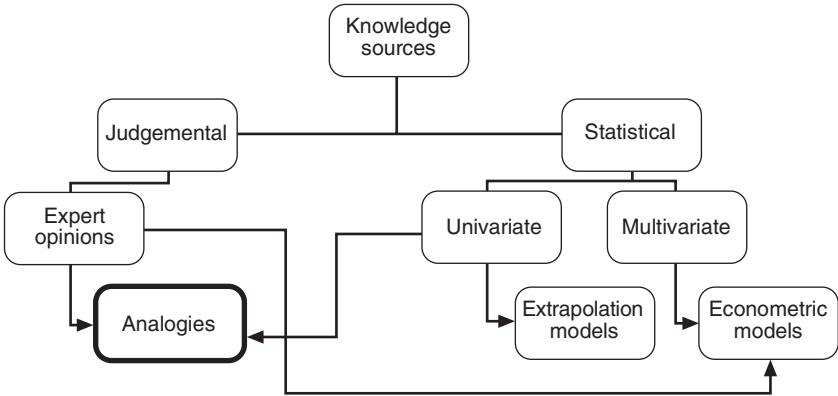 Knowledge
sources
Judgemental
Statistical
Expert
opinions
Univariate
Multivariate
Analogies
Extrapolation
models
Econometric
models